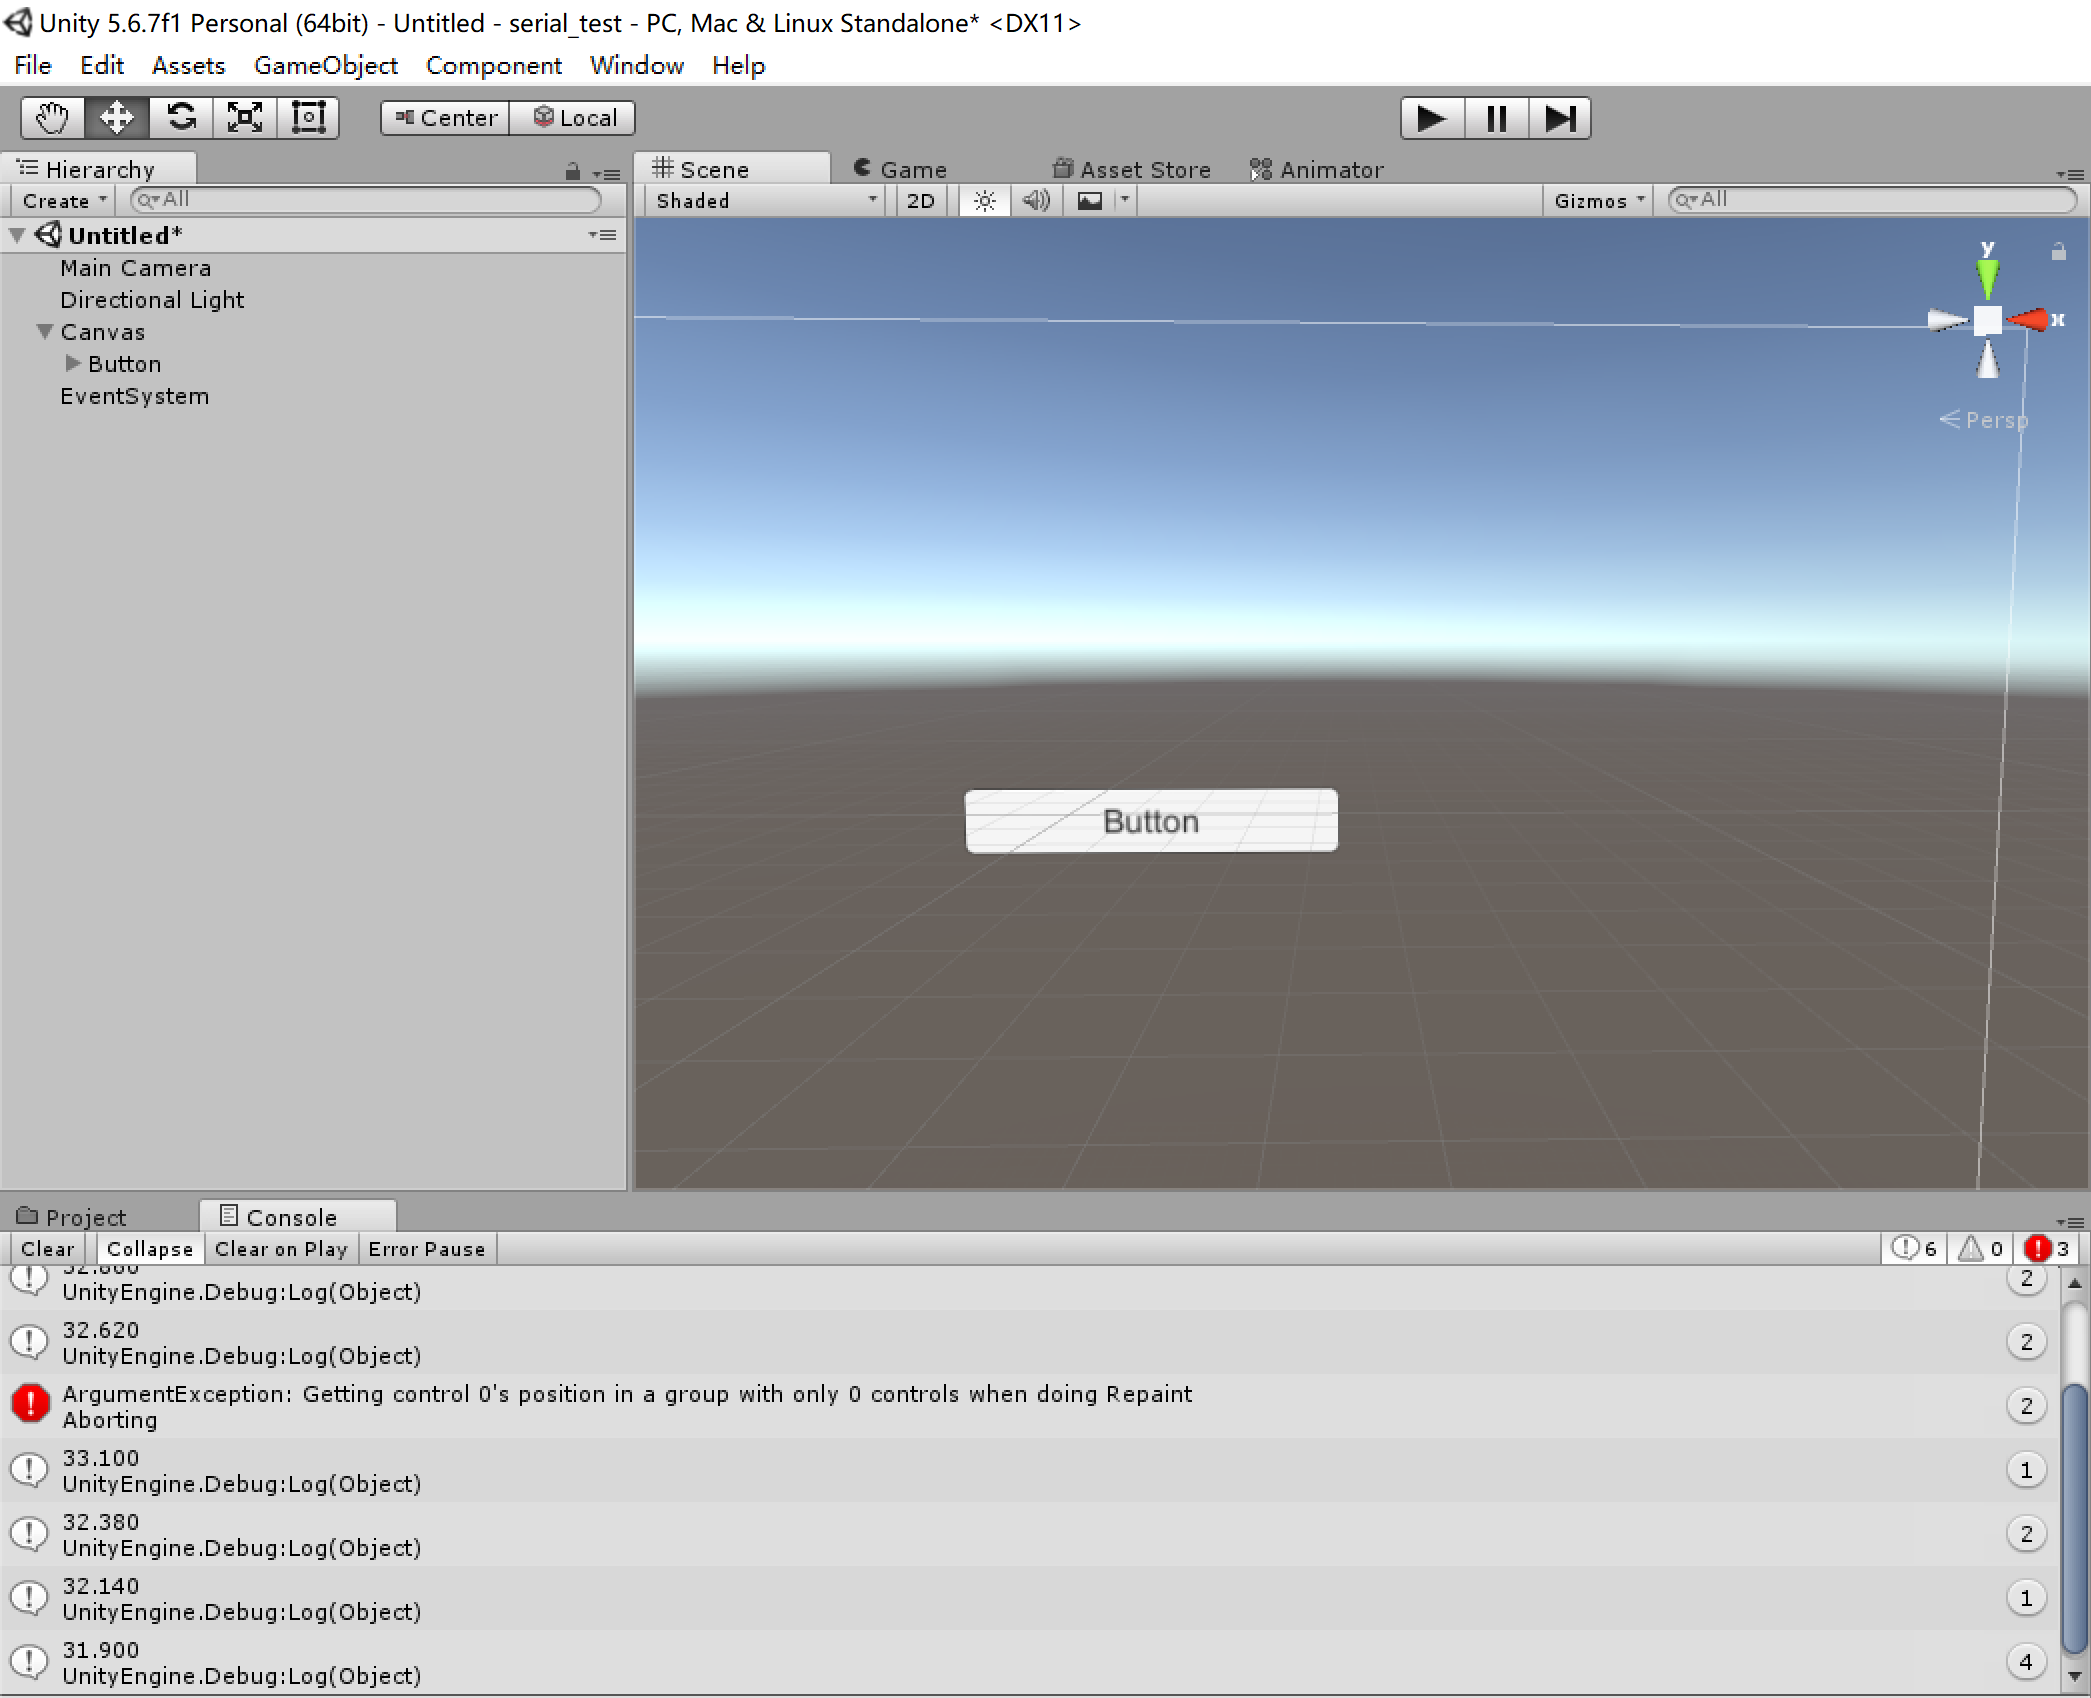 Unity 5.6.7f1 Personal (64bit) - Untitled - serial_test - PC, Mac & Linux Standalone* <DX11>
File Edit Assets GameObject Component Window Help
Center Local
Hierarchy
Scene Game Asset Store Animator
Create All
Shaded 2D Gizmos All
Untitled*
Main Camera
Directional Light
Canvas
Button
EventSystem
y
x
Persp
Button
Project Console
Clear Collapse Clear on Play Error Pause 6 0 3
UnityEngine.Debug:Log(Object) 2
32.620
UnityEngine.Debug:Log(Object) 2
ArgumentException: Getting control 0's position in a group with only 0 controls when doing Repaint
Aborting 2
33.100
UnityEngine.Debug:Log(Object) 1
32.380
UnityEngine.Debug:Log(Object) 2
32.140
UnityEngine.Debug:Log(Object) 1
31.900
UnityEngine.Debug:Log(Object) 4